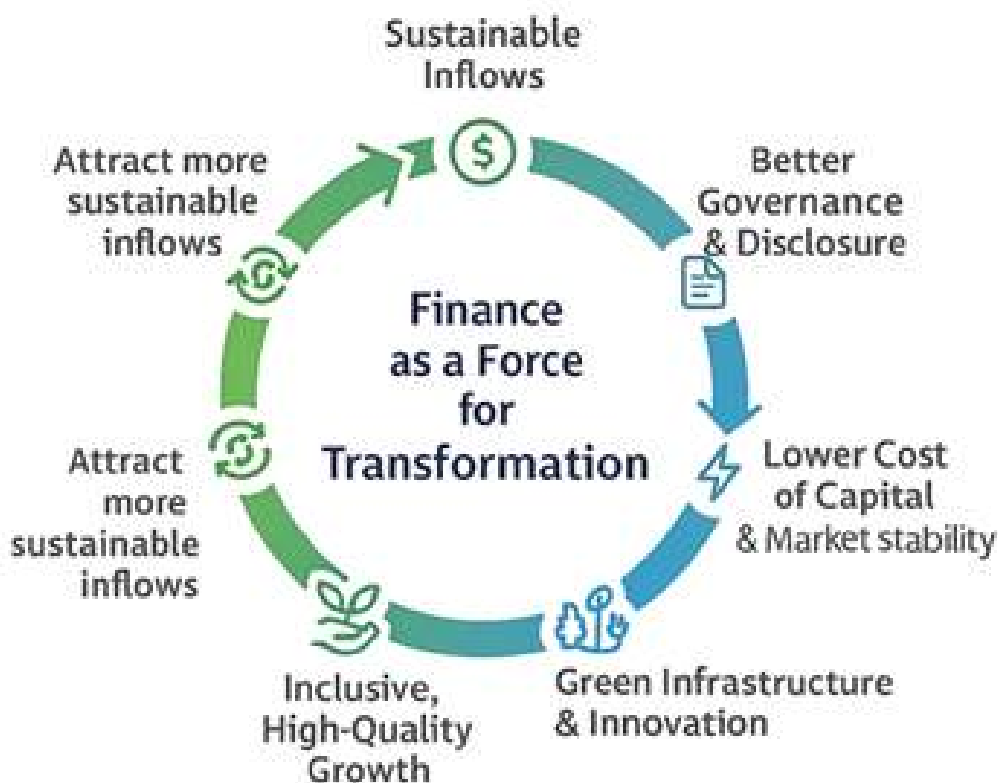 Sustainable
Inflows
Better
Governance
& Disclosure
Lower Cost
of Capital
& Market stability
Green Infrastructure
& Innovation
Inclusive,
High-Quality
Growth
Attract
more
sustainable
inflows
Attract more
sustainable
inflows
Finance
as a Force
for
Transformation